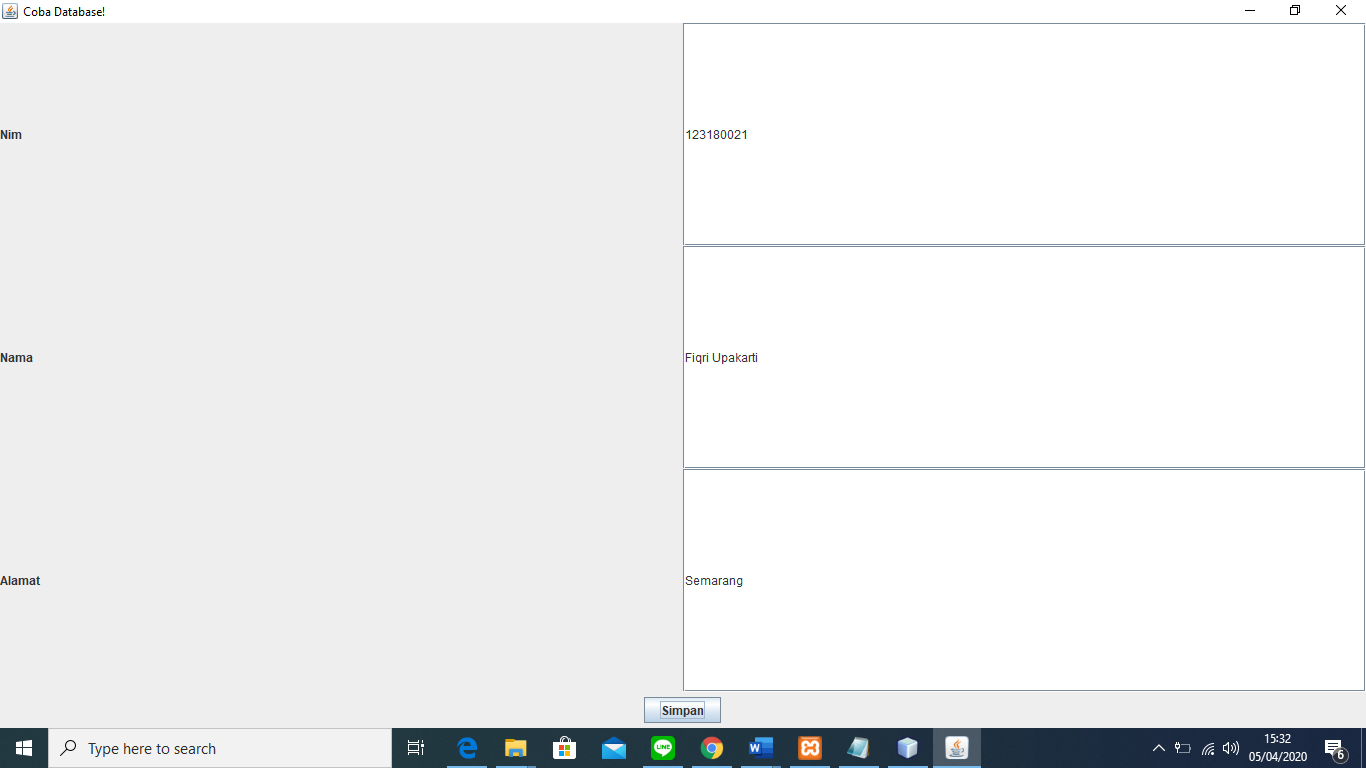 Coba Database!
Nim
123180021
Nama
Fiqri Upakarti
Alamat
Semarang
Simpan
Type here to search
LINE
W
15:32
05/04/2020
6